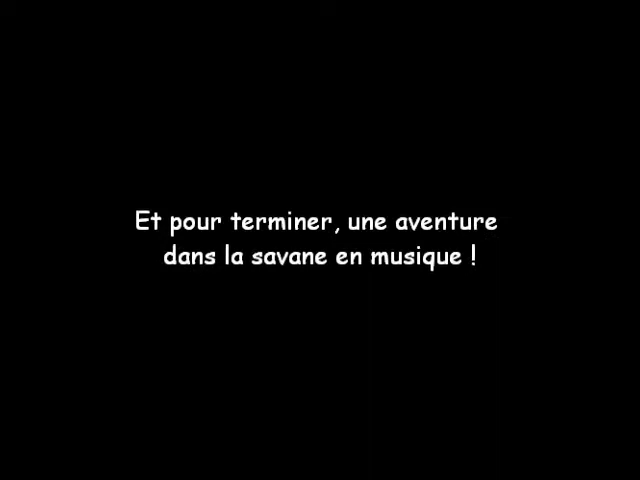 Et pour terminer, une aventure
dans la savane en musique !